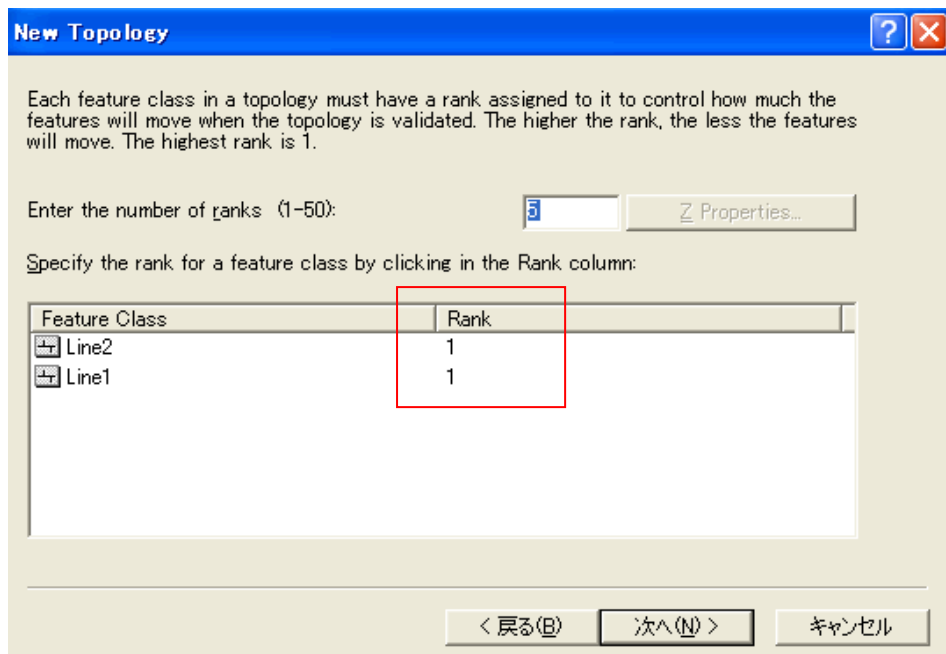 New Topology
Each feature class in a topology must have a rank assigned to it to control how much the
features will move when the topology is validated. The higher the rank, the less the features
will move. The highest rank is 1.
Enter the number of ranks (1-50): 5 Z Properties...
Specify the rank for a feature class by clicking in the Rank column:
Feature Class Rank
Line2 1
Line1 1
< 戻る(B) 次へ(N) > キャンセル